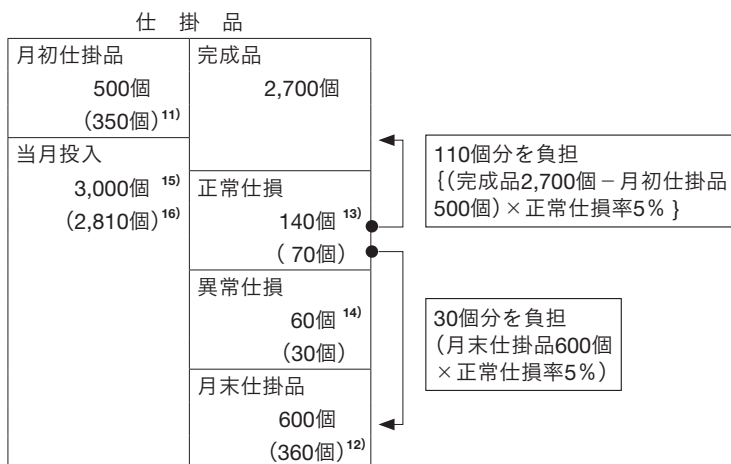 仕 掛 品
月初仕掛品
500個
(350個)11)
当月投入
3,000個 15)
(2,810個)16)
完成品
2,700個
正常仕損
140個 13)
( 70個)
異常仕損
60個 14)
(30個)
月末仕掛品
600個
(360個)12)
110個分を負担
{(完成品2,700個－月初仕掛品
500個)×正常仕損率5％}
30個分を負担
(月末仕掛品600個
×正常仕損率5％)